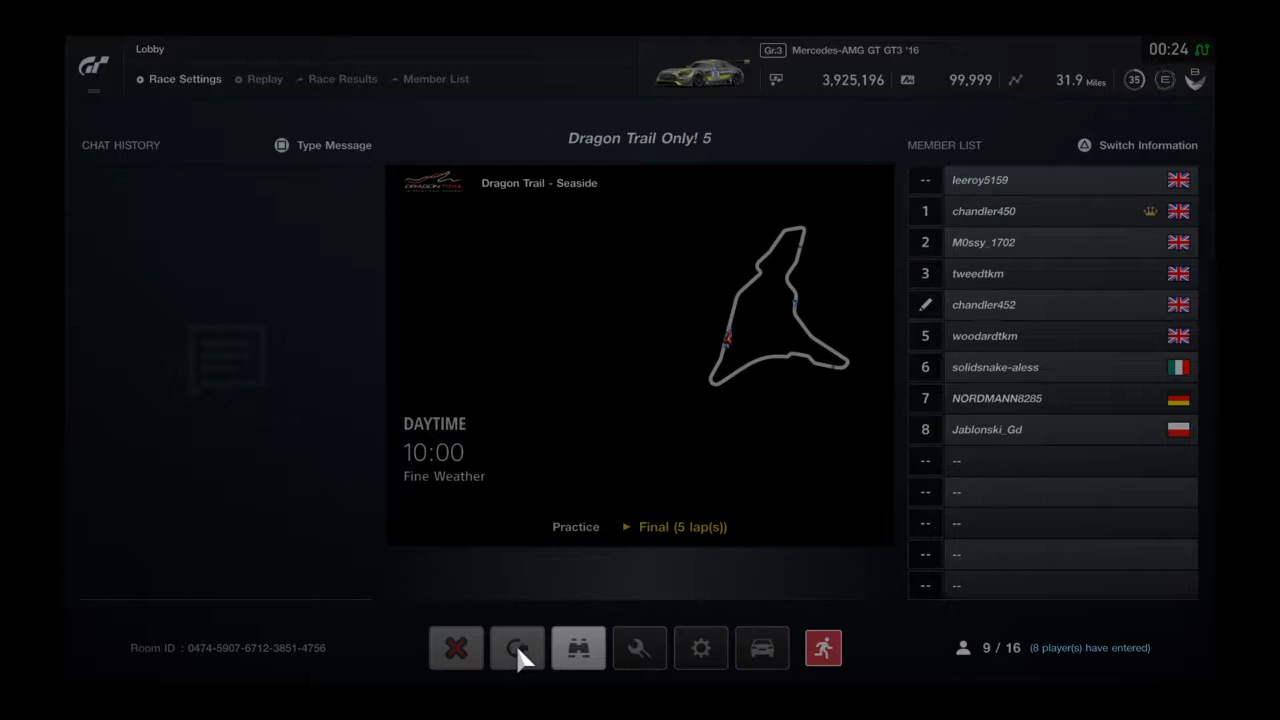 Lobby
Race Settings
Replay
Race Results
Member List
Gr.3
Mercedes-AMG GT GT3 '16
3,925,196
99,999
31.9 Miles
00:24
35
E
B
CHAT HISTORY
Type Message
Dragon Trail Only! 5
MEMBER LIST
Switch Information
DRAGON TRAIL
Dragon Trail - Seaside
DAYTIME
10:00
Fine Weather
Practice
Final (5 lap(s))
-- leeroy5159
1 chandler450
2 M0ssy_1702
3 tweedtkm
chandler452
5 woodardtkm
6 solidsnake-aless
7 NORDMANN8285
8 Jablonski_Gd
-- --
-- --
-- --
-- --
-- --
Room ID : 0474-5907-6712-3851-4756
9 / 16 (8 player(s) have entered)